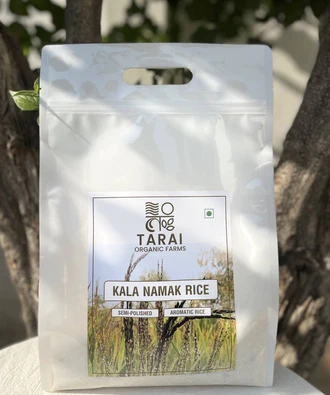 TARAI
ORGANIC FARMS
KALA NAMAK RICE
SEMI-POLISHED AROMATIC RICE